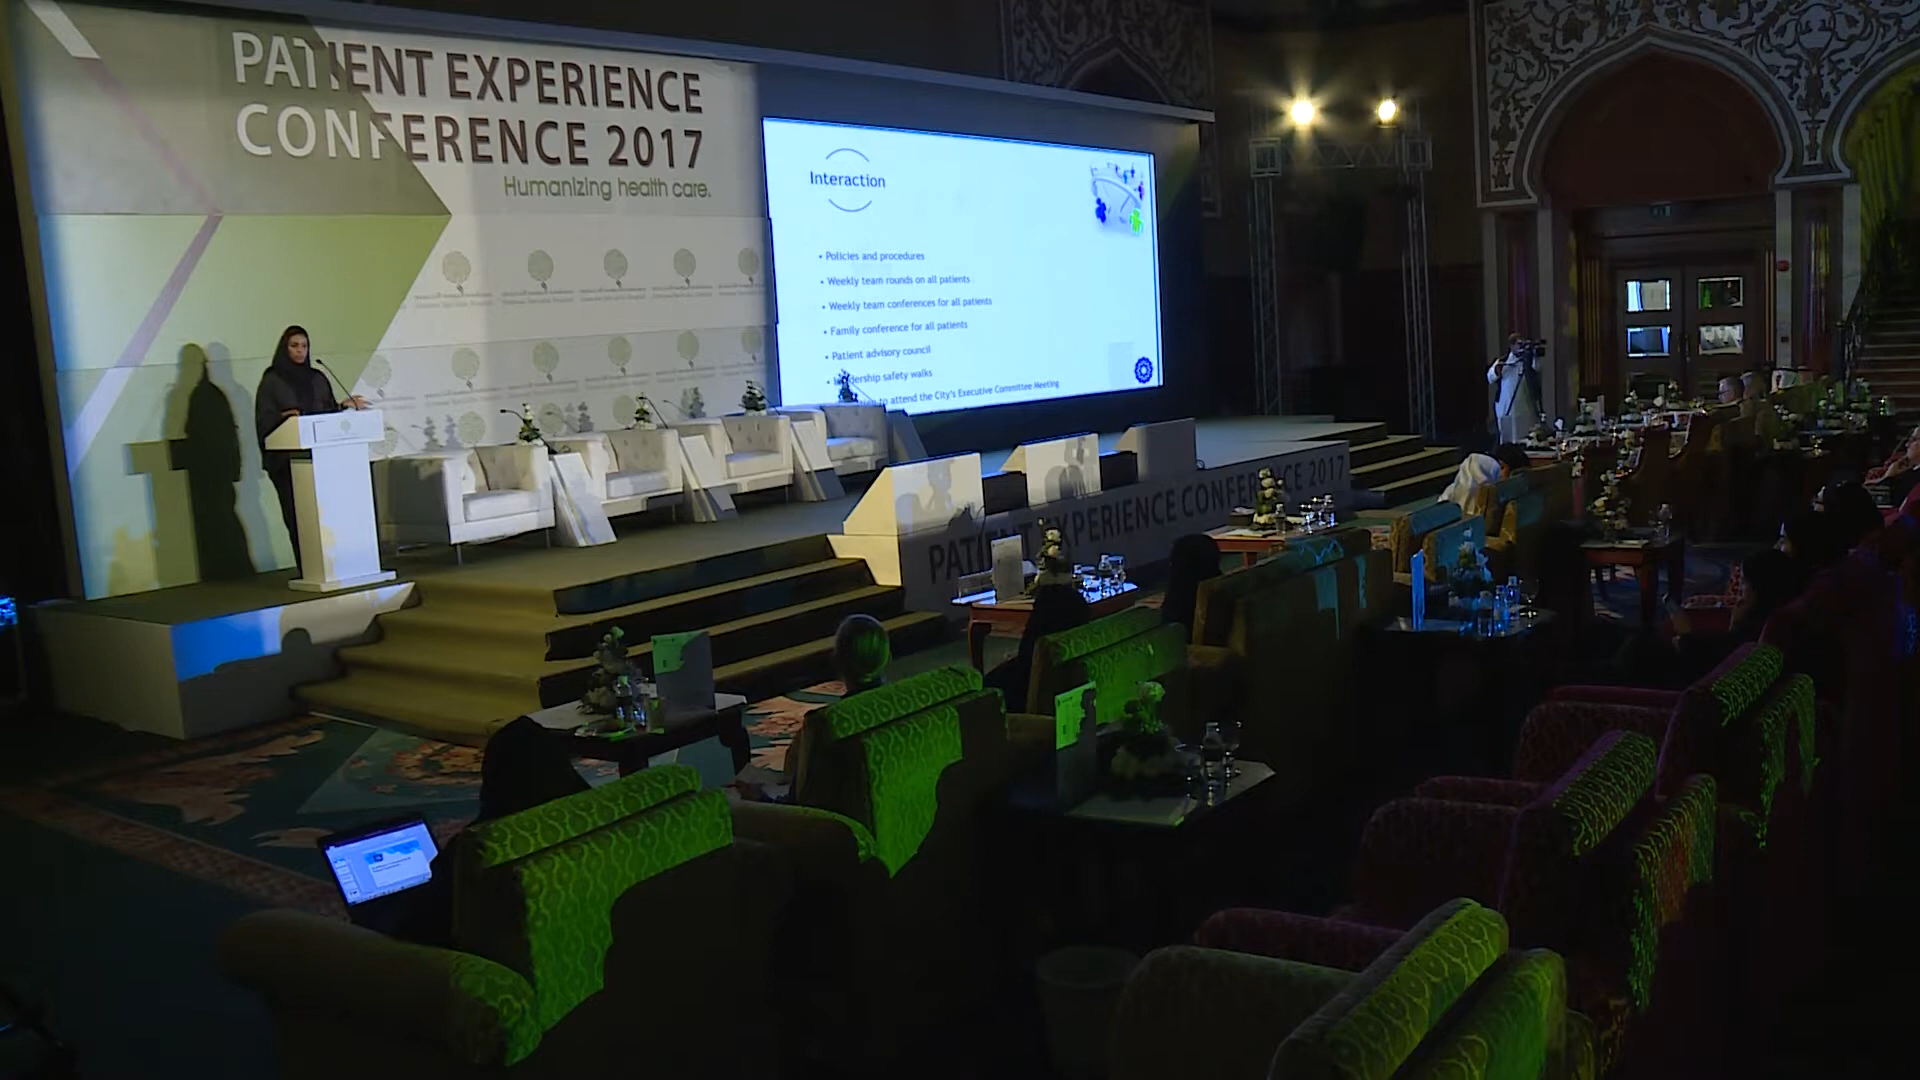 PATIENT EXPERIENCE
CONFERENCE 2017
Humanizing health care.
Interaction
• Policies and procedures
• Weekly team rounds on all patients
• Weekly team conferences for all patients
• Family conference for all patients
• Patient advisory council
• safety walks
to attend the City's Executive Committee Meeting
PATIENT EXPERIENCE CONFERENCE 2017